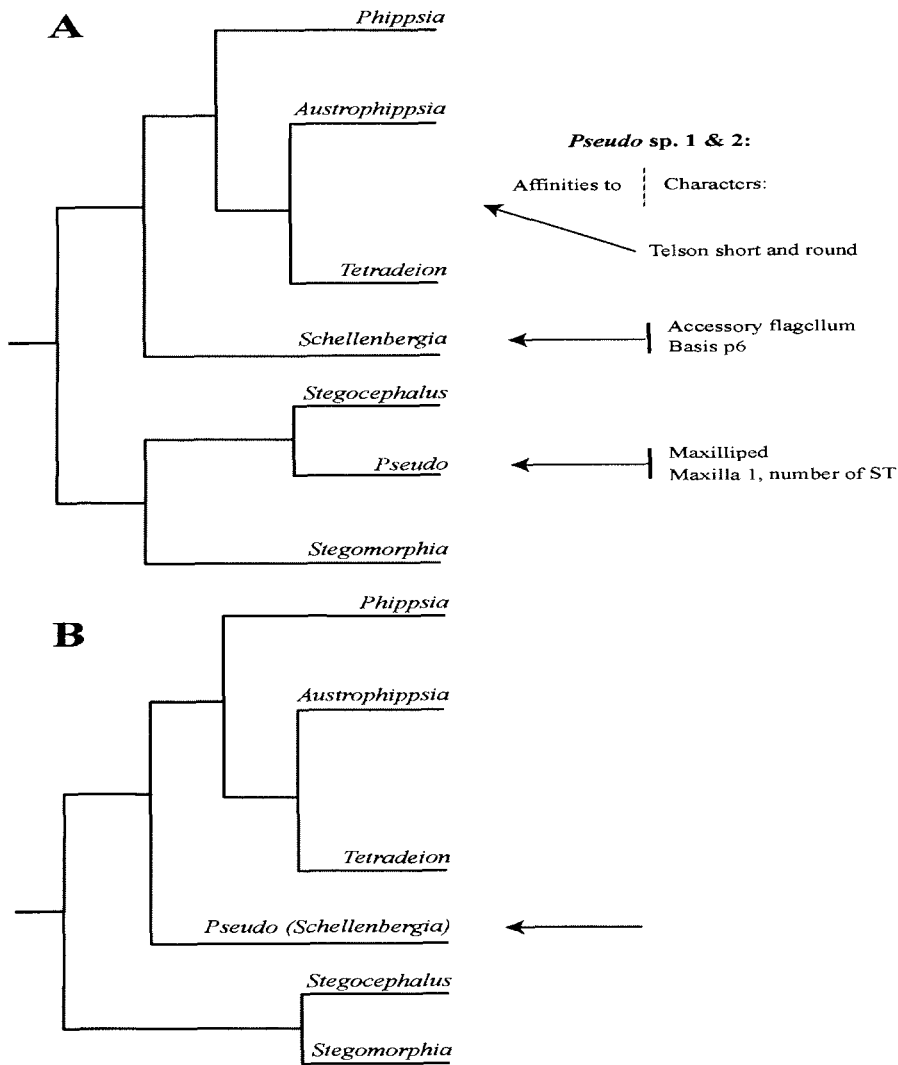 A
Phippsia
Austrophippsia
Pseudo sp. 1 & 2:
Affinities to Characters:
Telson short and round
Tetradeion
Schellenbergia
Accessory flagellum
Basis p6
Stegocephalus
Pseudo
Maxilliped
Maxilla 1, number of ST
Stegomorphia
B
Phippsia
Austrophippsia
Tetradeion
Pseudo (Schellenbergia)
Stegocephalus
Stegomorphia